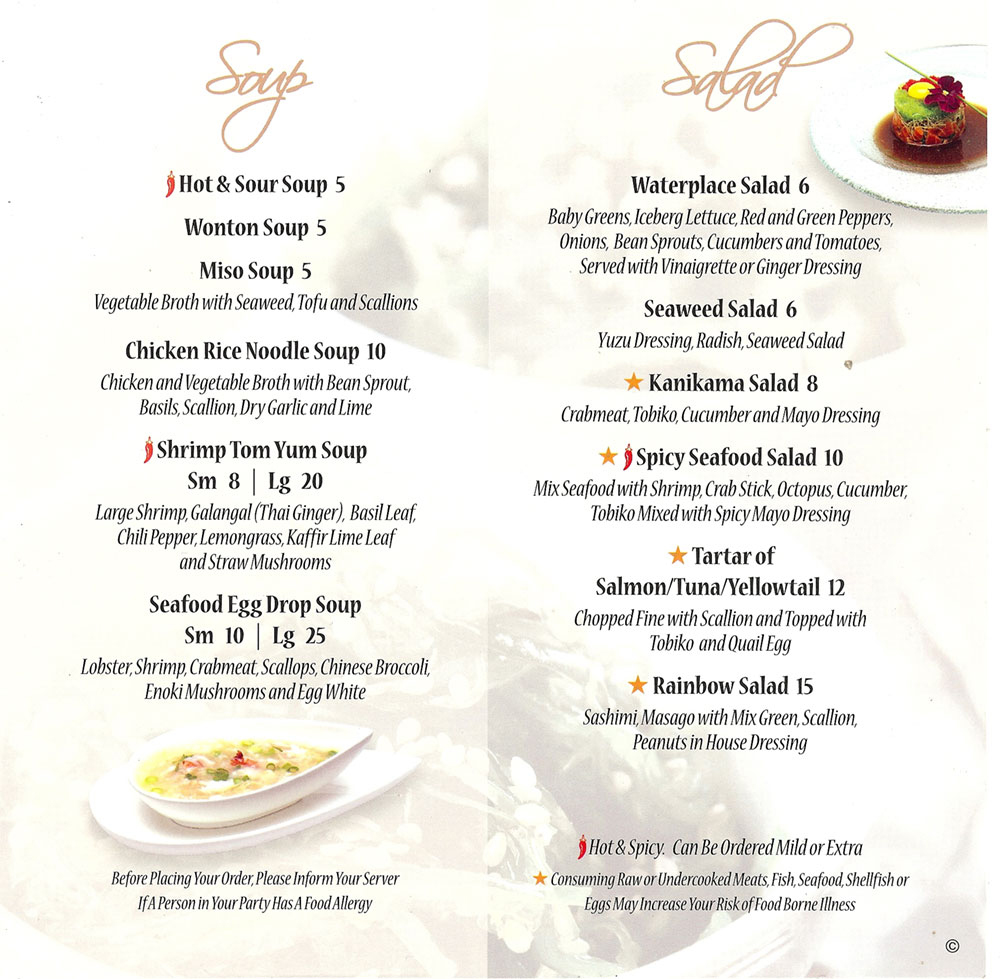 Soup
Hot & Sour Soup 5
Wonton Soup 5
Miso Soup 5
Vegetable Broth with Seaweed, Tofu and Scallions
Chicken Rice Noodle Soup 10
Chicken and Vegetable Broth with Bean Sprout,
Basils, Scallion, Dry Garlic and Lime
Shrimp Tom Yum Soup
Sm 8 | Lg 20
Large Shrimp, Galangal (Thai Ginger), Basil Leaf,
Chili Pepper, Lemongrass, Kaffir Lime Leaf
and Straw Mushrooms
Seafood Egg Drop Soup
Sm 10 | Lg 25
Lobster, Shrimp, Crabmeat, Scallops, Chinese Broccoli,
Enoki Mushrooms and Egg White
Before Placing Your Order, Please Inform Your Server
If A Person in Your Party Has A Food Allergy
Salad
Waterplace Salad 6
Baby Greens, Iceberg Lettuce, Red and Green Peppers,
Onions, Bean Sprouts, Cucumbers and Tomatoes,
Served with Vinaigrette or Ginger Dressing
Seaweed Salad 6
Yuzu Dressing, Radish, Seaweed Salad
Kanikama Salad 8
Crabmeat, Tobiko, Cucumber and Mayo Dressing
Spicy Seafood Salad 10
Mix Seafood with Shrimp, Crab Stick, Octopus, Cucumber,
Tobiko Mixed with Spicy Mayo Dressing
Tartar of
Salmon/Tuna/Yellowtail 12
Chopped Fine with Scallion and Topped with
Tobiko and Quail Egg
Rainbow Salad 15
Sashimi, Masago with Mix Green, Scallion,
Peanuts in House Dressing
Hot & Spicy. Can Be Ordered Mild or Extra
Consuming Raw or Undercooked Meats, Fish, Seafood, Shellfish or
Eggs May Increase Your Risk of Food Borne Illness
©